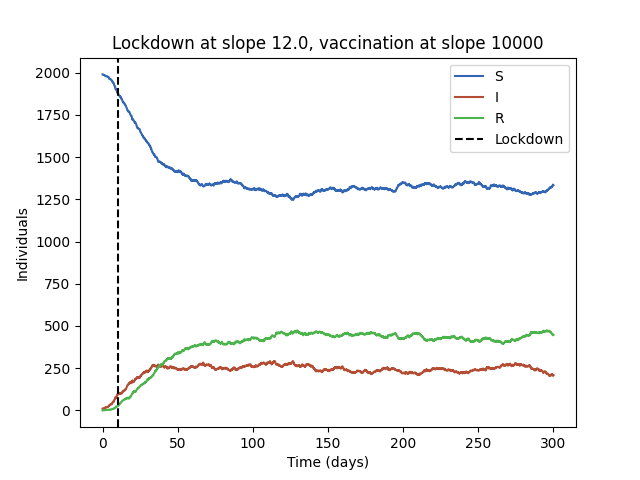 Lockdown at slope 12.0, vaccination at slope 10000
S
I
R
Lockdown
Individuals
2000
1750
1500
1250
1000
750
500
250
0
0 50 100 150 200 250 300
Time (days)